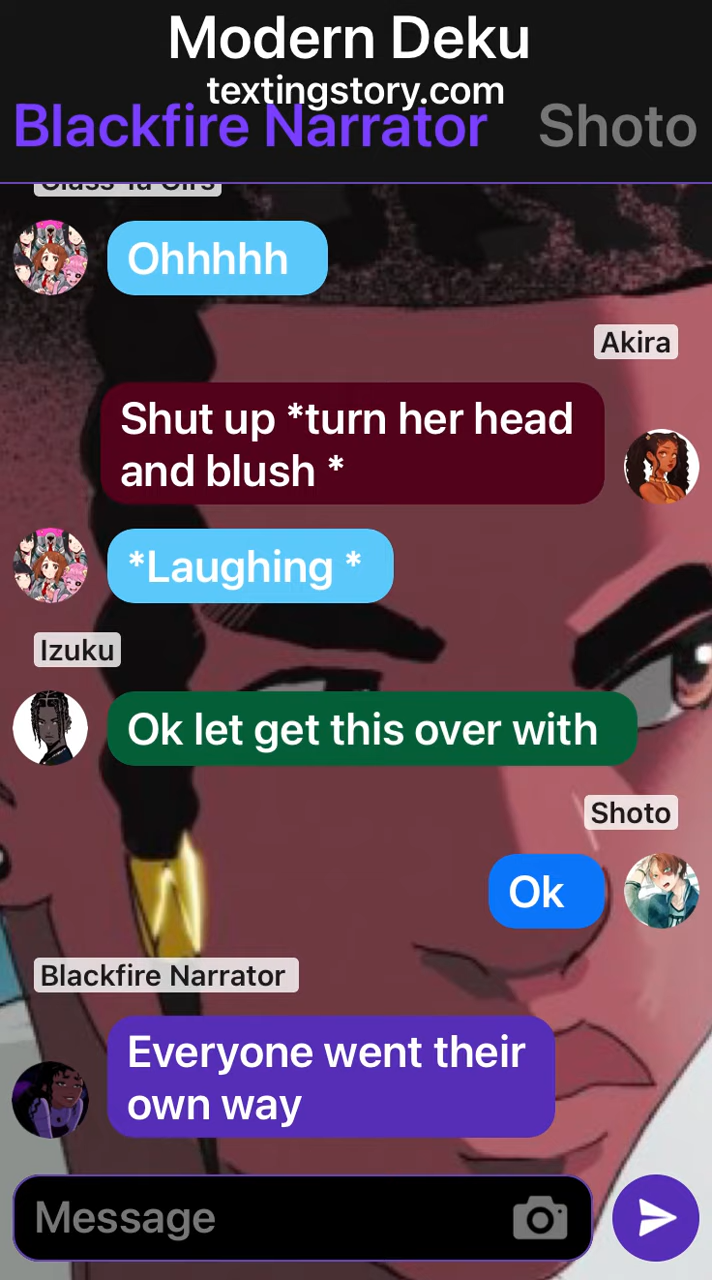 Modern Deku
textingstory.com
Blackfire Narrator Shoto
Ohhhhh
Akira
Shut up *turn her head
and blush *
*Laughing *
Izuku
Ok let get this over with
Shoto
Ok
Blackfire Narrator
Everyone went their
own way
Message